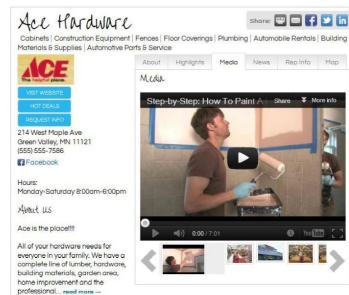 Ace Hardware
Share:
Cabinets | Construction Equipment | Fences | Floor Coverings | Plumbing | Automobile Rentals | Building
Materials & Supplies | Automotive Parts & Service
ACE
The helpful place.
VISIT WEBSITE
HOT DEALS
REQUEST INFO
214 West Maple Ave
Green Valley, MN 11121
(555) 555-7586
Facebook
Hours:
Monday-Saturday 8:00am-6:00pm
About Us
Ace is the place!!!!
All of your hardware needs for
everyone in your family. We have a
complete line of lumber, hardware,
building materials, garden area,
home improvement and the
professional... read more
About Highlights Media News Rep Info Map
Media
Step-by-Step: How To Paint A Share More info
0:00 / 7:01 YouTube